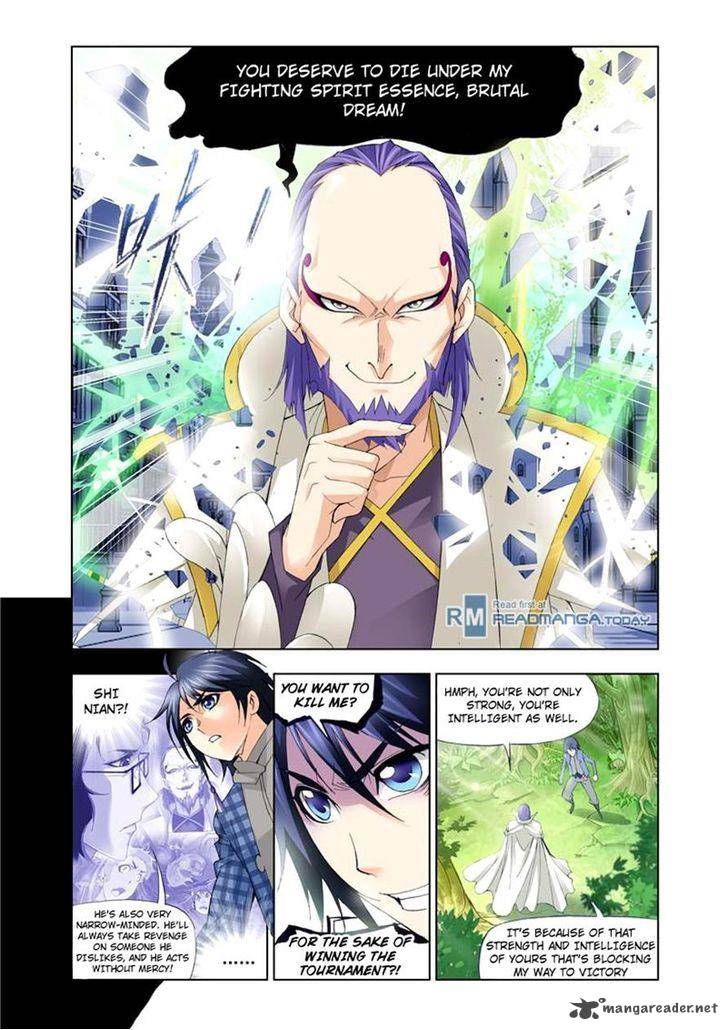 YOU DESERVE TO DIE UNDER MY
FIGHTING SPIRIT ESSENCE, BRUTAL
DREAM!
RM
Read first at
READMANGA.TODAY
SHI
NIAN?!
HE'S ALSO VERY
NARROW-MINDED. HE'LL
ALWAYS TAKE REVENGE
ON SOMEONE HE
DISLIKES, AND HE ACTS
WITHOUT MERCY!
......
YOU WANT TO
KILL ME?
FOR THE SAKE OF
WINNING THE
TOURNAMENT?!
HMPH, YOU'RE NOT ONLY
STRONG, YOU'RE
INTELLIGENT AS WELL.
IT'S BECAUSE OF THAT
STRENGTH AND INTELLIGENCE
OF YOURS THAT'S BLOCKING
MY WAY TO VICTORY
mangareader.net